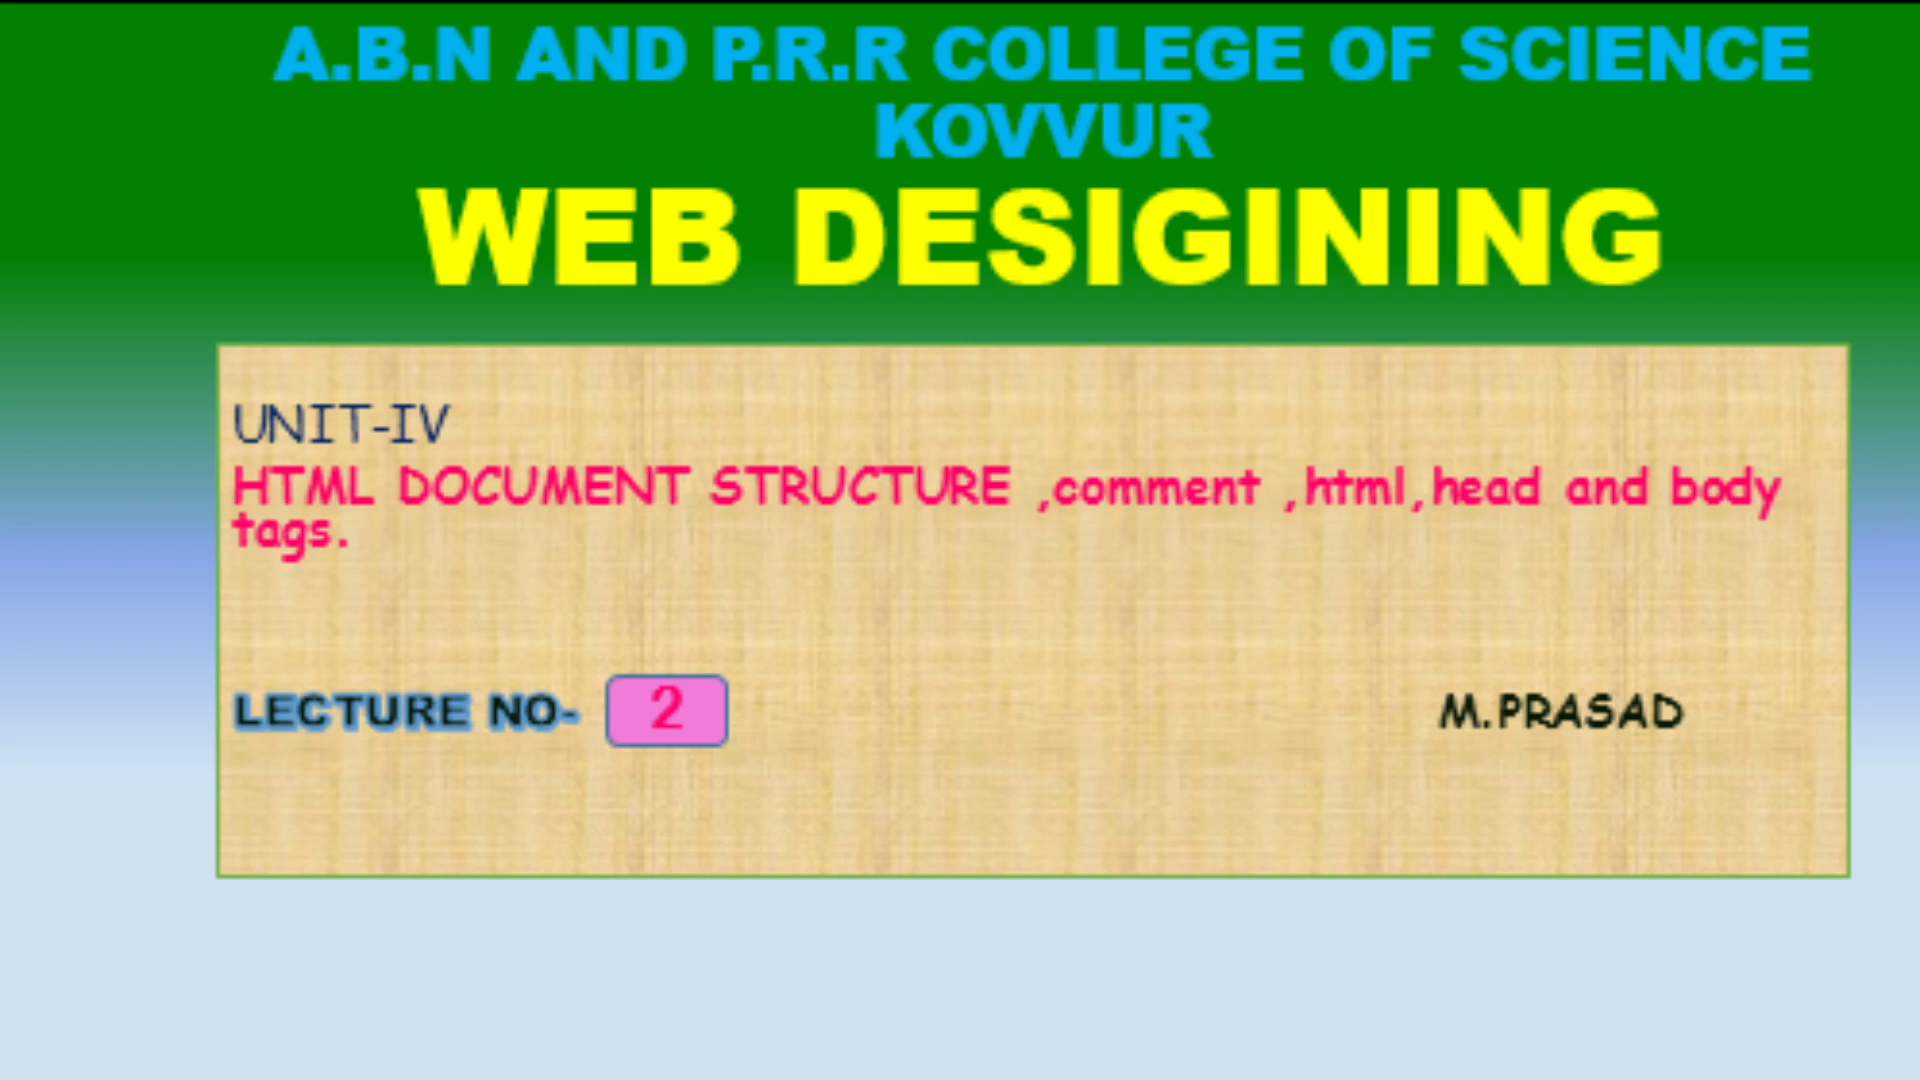 A.B.N AND P.R.R COLLEGE OF SCIENCE
KOVVUR
WEB DESIGINING
UNIT-IV
HTML DOCUMENT STRUCTURE ,comment ,html,head and body
tags.
LECTURE NO- 2 M.PRASAD